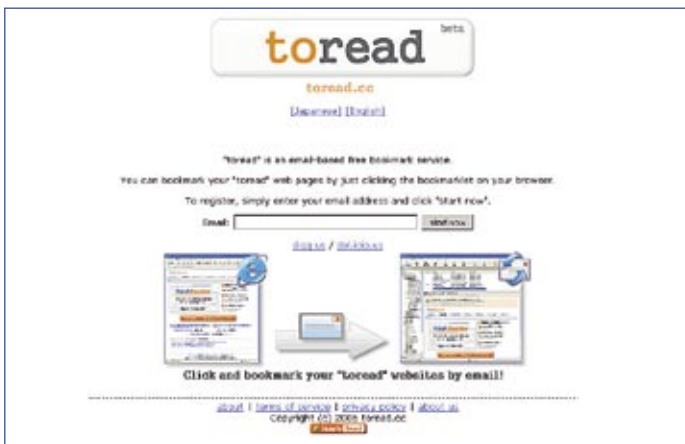 toread beta
toread.cc
[Japanese] [English]
"toread" is an email-based free bookmark service.
You can bookmark your "toread" web pages by just clicking the bookmarklet on your browser.
To register, simply enter your email address and click "start now".
Email: start now
digg us / del.icio.us
Click and bookmark your "toread" websites by email!
about | terms of service | privacy policy | about us
Copyright (c) 2006 toread.cc